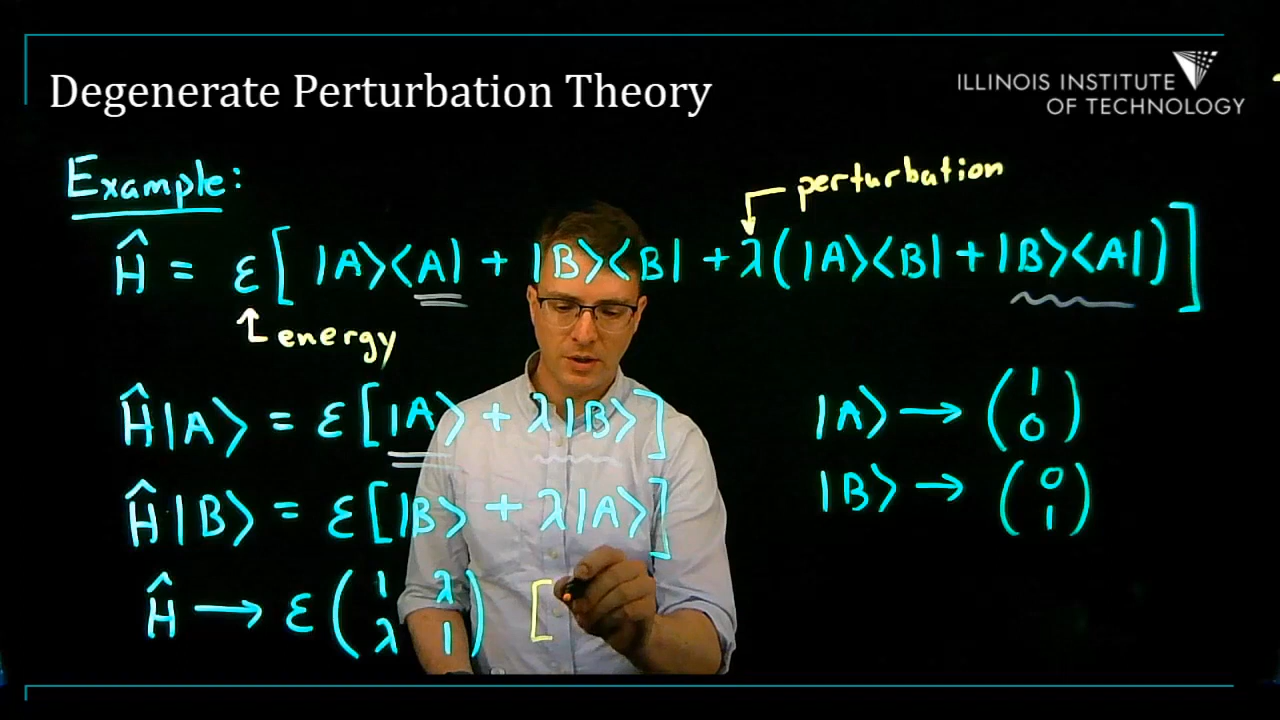 Degenerate Perturbation Theory
ILLINOIS INSTITUTE
OF TECHNOLOGY
Example:
perturbation
Ĥ = ε[ |A⟩⟨A| + |B⟩⟨B| + λ(|A⟩⟨B| + |B⟩⟨A|)]
energy
Ĥ|A⟩ = ε[|A⟩ + λ|B⟩]
|A⟩ → (1 0)
Ĥ|B⟩ = ε[|B⟩ + λ|A⟩]
|B⟩ → (0 1)
Ĥ → ε(1 λ
λ 1) [